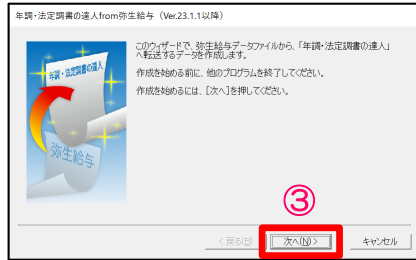 年調・法定調書の達人from弥生給与（Ver.23.1.1以降）
このウィザードで、弥生給与データファイルから、「年調・法定調書の達人」
へ転送するデータを作成します。
作成を始める前に、他のプログラムを終了してください。
作成を始めるには、[次へ]を押してください。
年調・法定調書の達人
弥生給与
③
< 戻る(B)
次へ(N) >
キャンセル